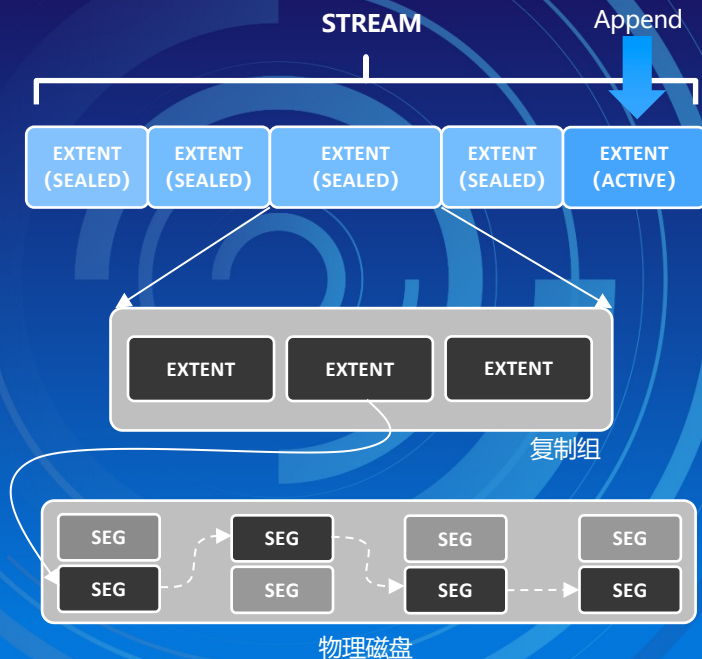 STREAM
Append
EXTENT
(SEALED)
EXTENT
(SEALED)
EXTENT
(SEALED)
EXTENT
(SEALED)
EXTENT
(ACTIVE)
EXTENT
EXTENT
EXTENT
复制组
SEG
SEG
SEG
SEG
SEG
SEG
SEG
SEG
物理磁盘